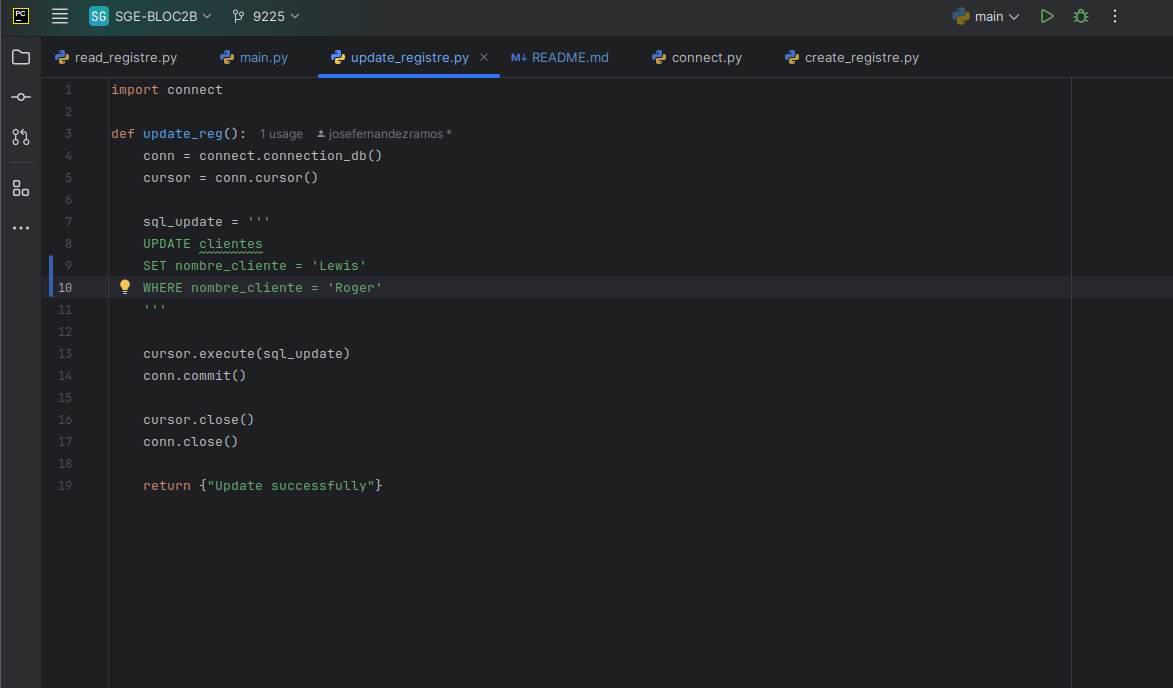 PC
SG SGE-BLOC2B 9225 main
read_registre.py main.py update_registre.py M↓ README.md connect.py create_registre.py
1 import connect
2
3 def update_reg(): 1 usage josefernandezramos *
4     conn = connect.connection_db()
5     cursor = conn.cursor()
6
7     sql_update = '''
8     UPDATE clientes
9     SET nombre_cliente = 'Lewis'
10     WHERE nombre_cliente = 'Roger'
11     '''
12
13     cursor.execute(sql_update)
14     conn.commit()
15
16     cursor.close()
17     conn.close()
18
19     return {"Update successfully"}